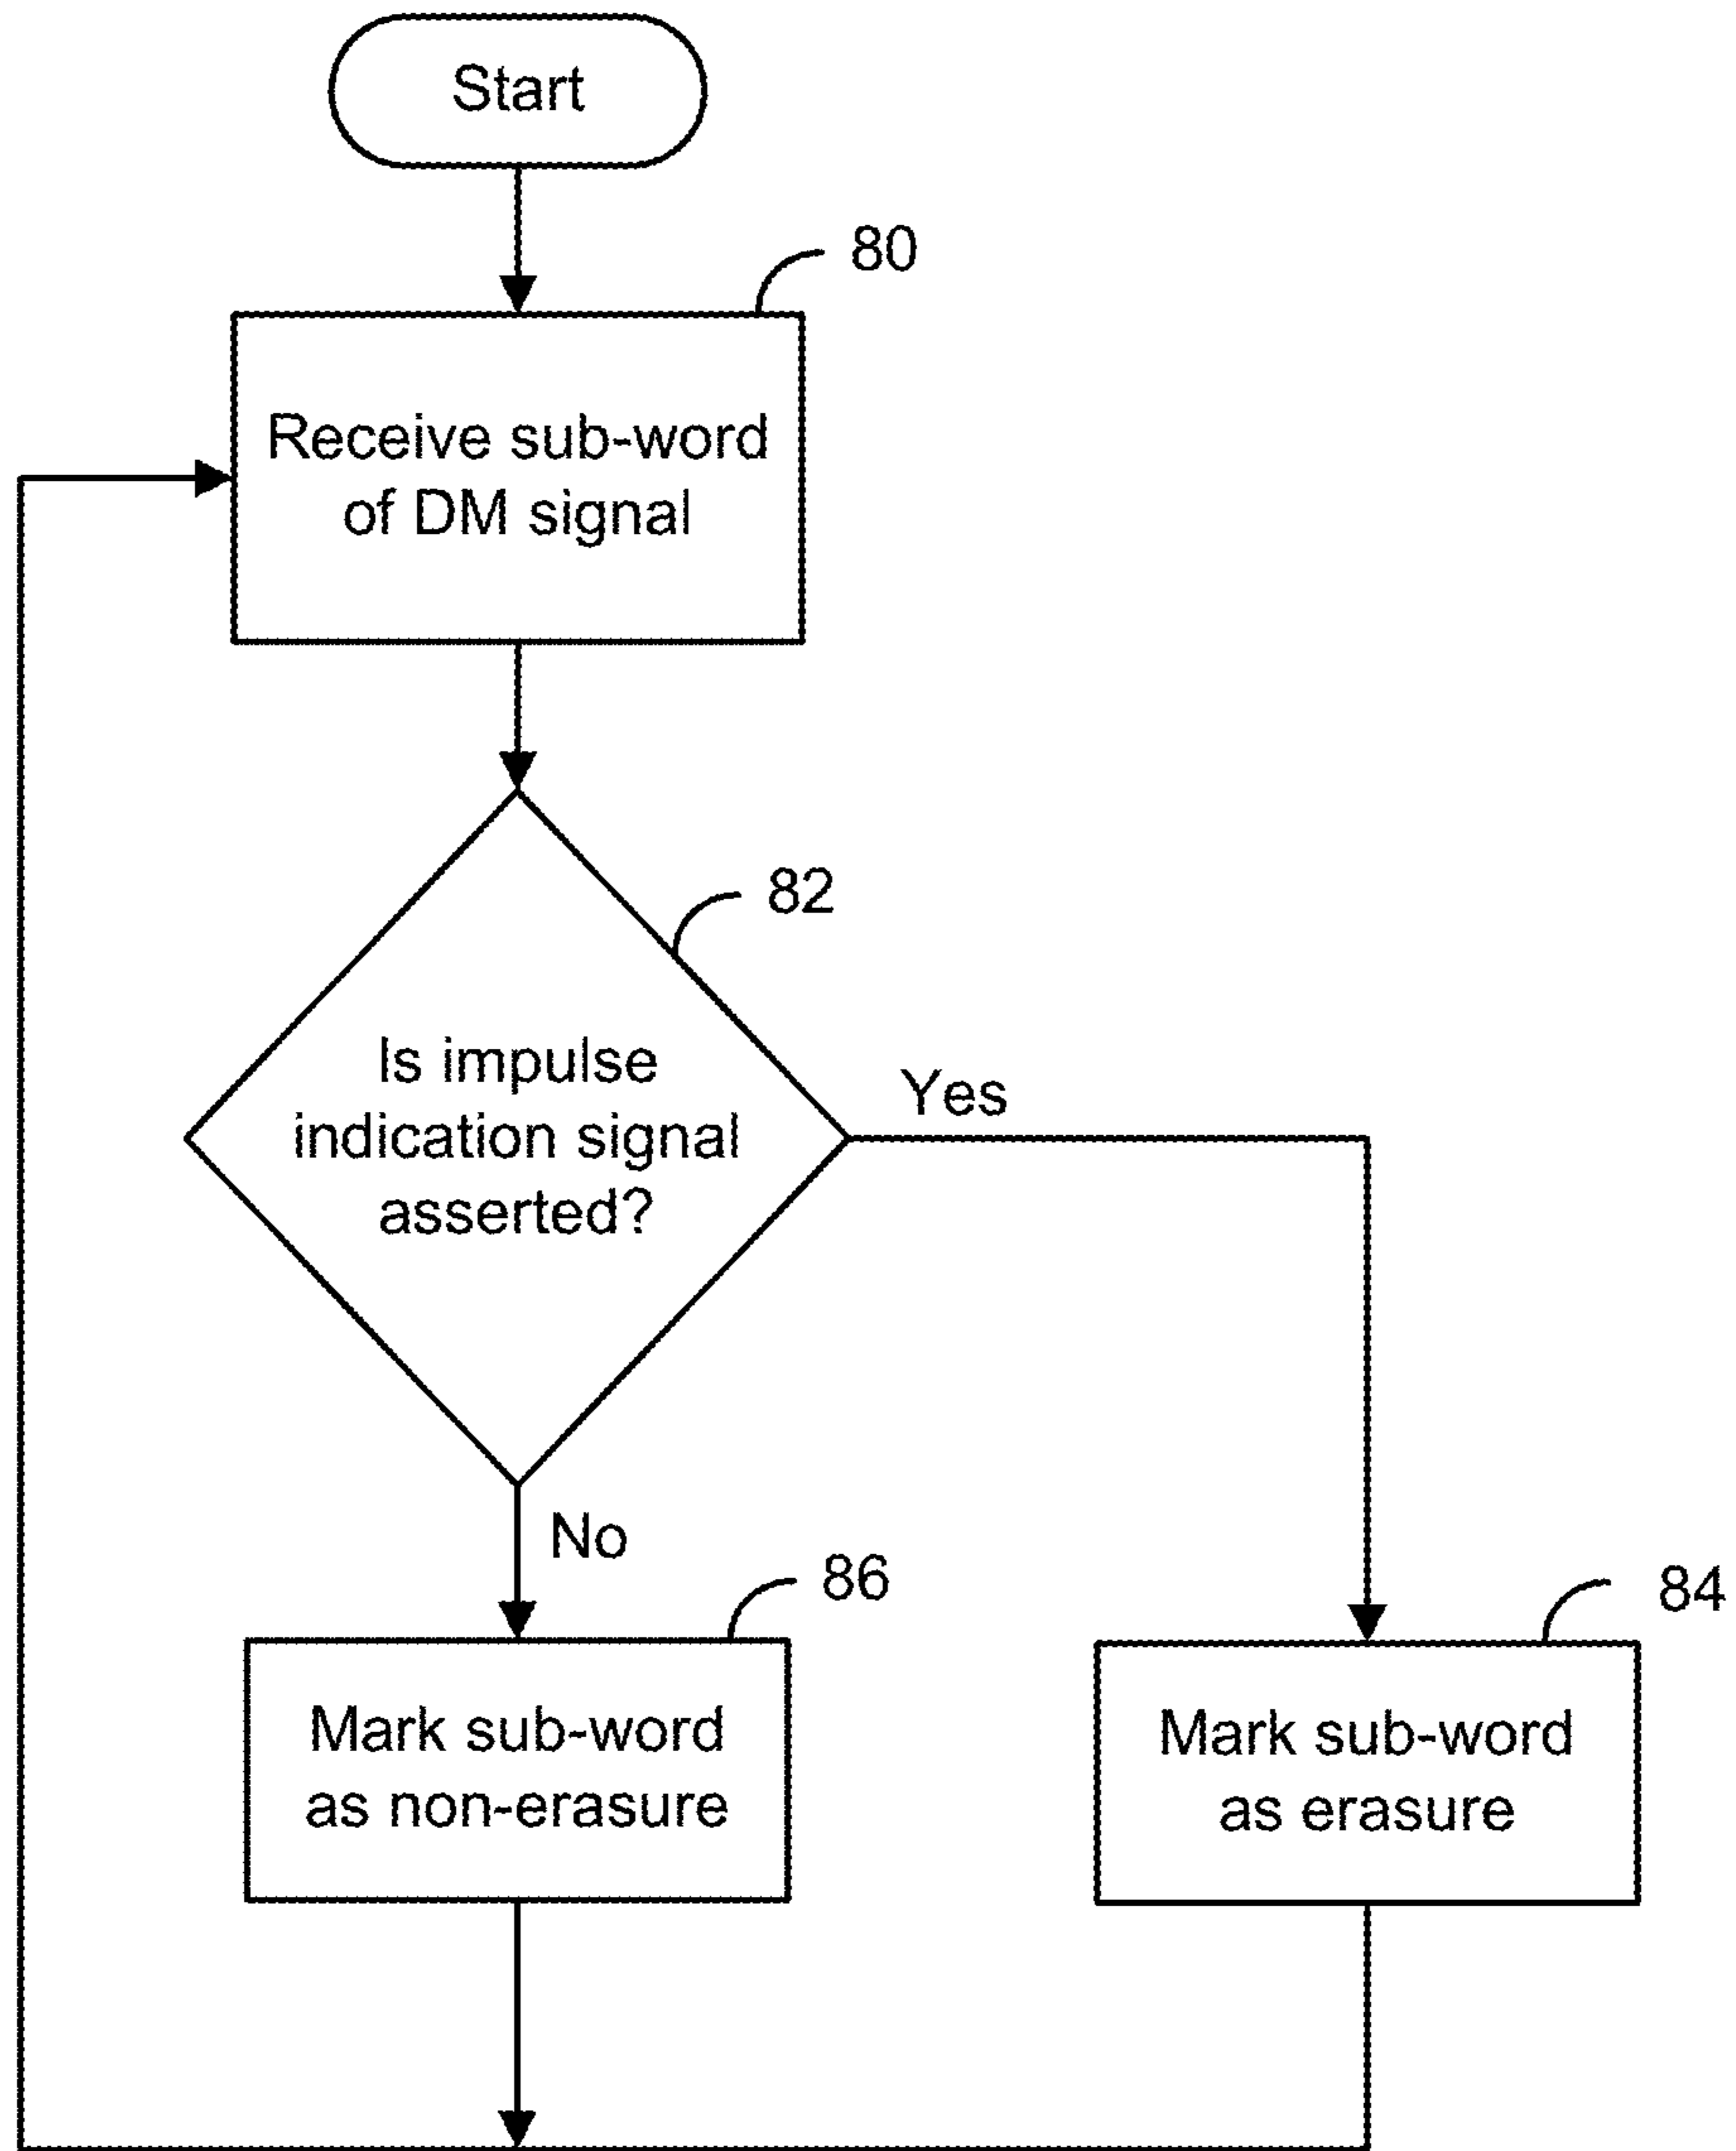 Start
80
Receive sub-word
of DM signal
82
Is impulse
indication signal
asserted?
Yes
No
86
84
Mark sub-word
as non-erasure
Mark sub-word
as erasure